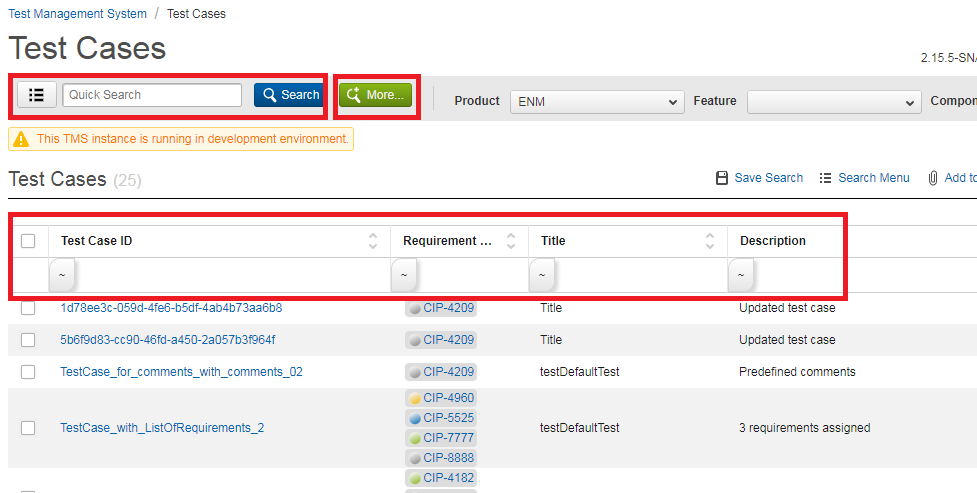 Test Management System / Test Cases
Test Cases
2.15.5-SNA
Quick Search Search More... Product ENM Feature Compon
This TMS instance is running in development environment.
Test Cases (25) Save Search Search Menu Add to
Test Case ID Requirement ... Title Description
~ ~ ~ ~
1d78ee3c-059d-4fe6-b5df-4ab4b73aa6b8 CIP-4209 Title Updated test case
5b6f9d83-cc90-46fd-a450-2a057b3f964f CIP-4209 Title Updated test case
TestCase_for_comments_with_comments_02 CIP-4209 testDefaultTest Predefined comments
CIP-4960
CIP-5525
TestCase_with_ListOfRequirements_2 testDefaultTest 3 requirements assigned
CIP-7777
CIP-8888
CIP-4182